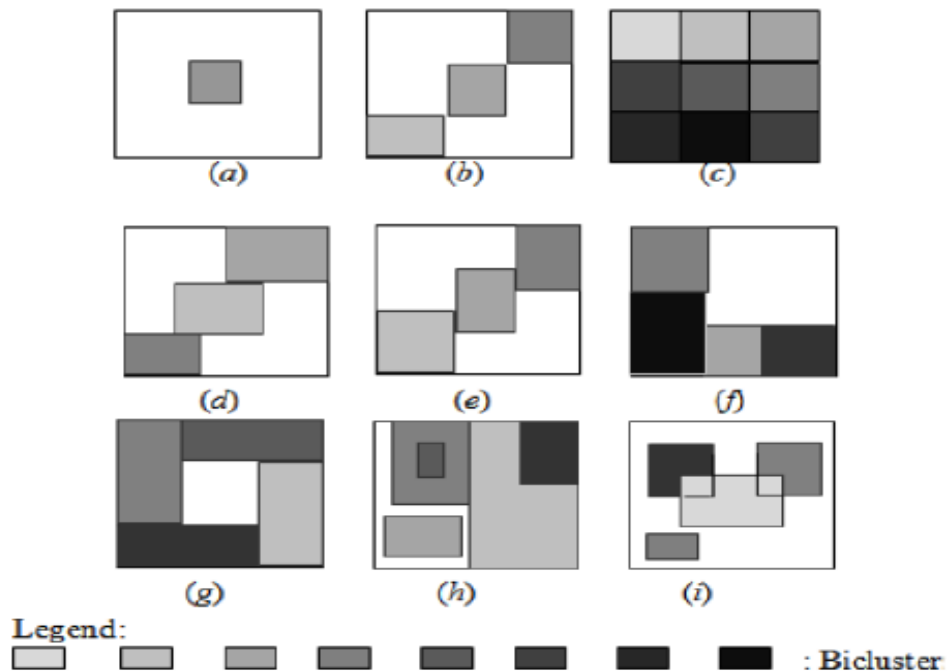 (a) (b) (c)
(d) (e) (f)
(g) (h) (i)
Legend:
: Bicluster